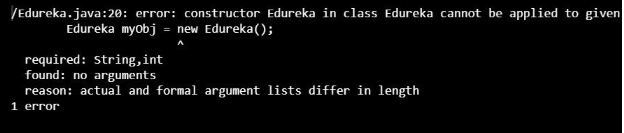 /Edureka.java:20: error: constructor Edureka in class Edureka cannot be applied to given
Edureka myObj = new Edureka();
^
required: String,int
found: no arguments
reason: actual and formal argument lists differ in length
1 error